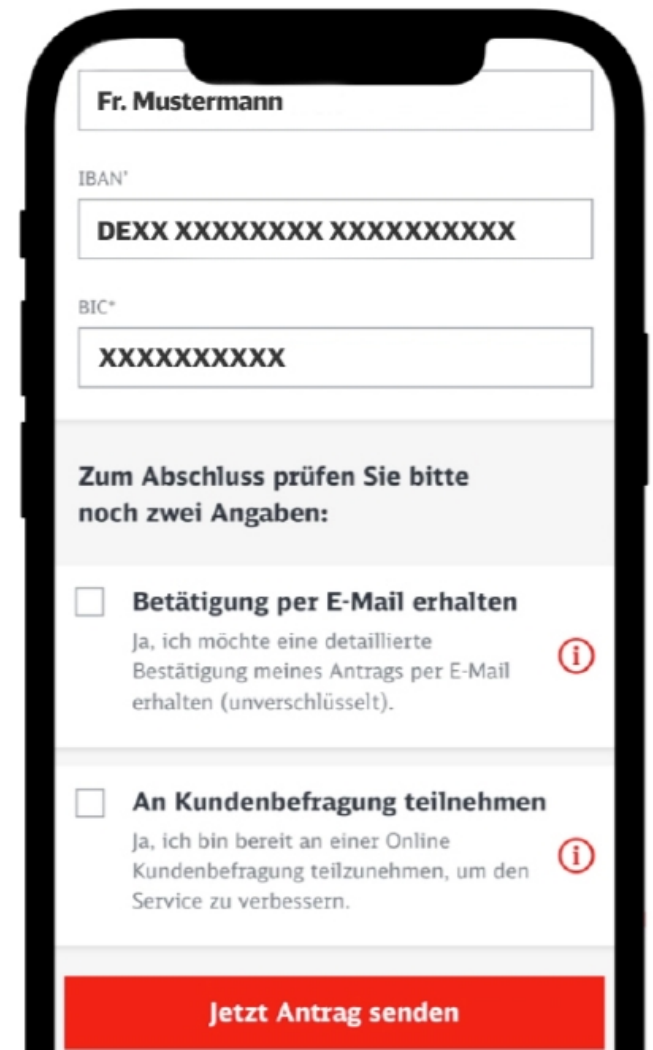 Fr. Mustermann
IBAN*
DEXX XXXXXXXX XXXXXXXXXX
BIC*
XXXXXXXXXX
Zum Abschluss prüfen Sie bitte
noch zwei Angaben:
Betätigung per E-Mail erhalten
Ja, ich möchte eine detaillierte
Bestätigung meines Antrags per E-Mail
erhalten (unverschlüsselt).
i
An Kundenbefragung teilnehmen
Ja, ich bin bereit an einer Online
Kundenbefragung teilzunehmen, um den
Service zu verbessern.
i
Jetzt Antrag senden